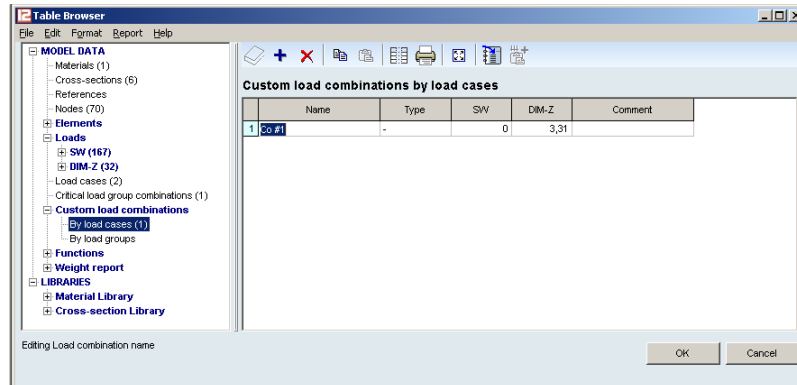 Table Browser
File Edit Format Report Help
MODEL DATA
Materials (1)
Cross-sections (6)
References
Nodes (70)
Elements
Loads
SW (167)
DIM-Z (32)
Load cases (2)
Critical load group combinations (1)
Custom load combinations
By load cases (1)
By load groups
Functions
Weight report
LIBRARIES
Material Library
Cross-section Library
Custom load combinations by load cases
Name Type SW DIM-Z Comment
1 Co #1 - 0 3,31
Editing Load combination name
OK Cancel